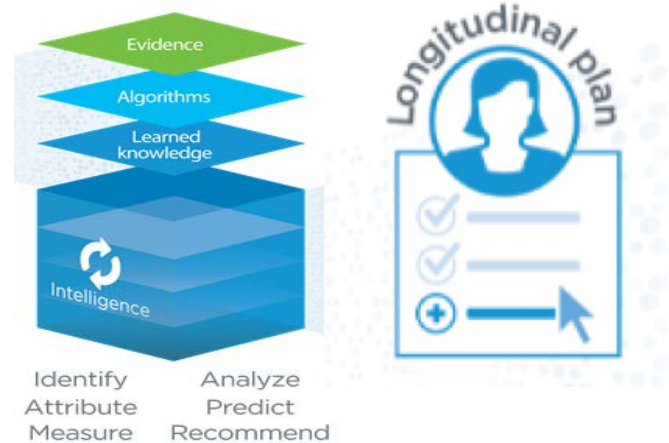 Evidence
Algorithms
Learned
knowledge
Intelligence
Identify
Attribute
Measure
Analyze
Predict
Recommend
Longitudinal plan